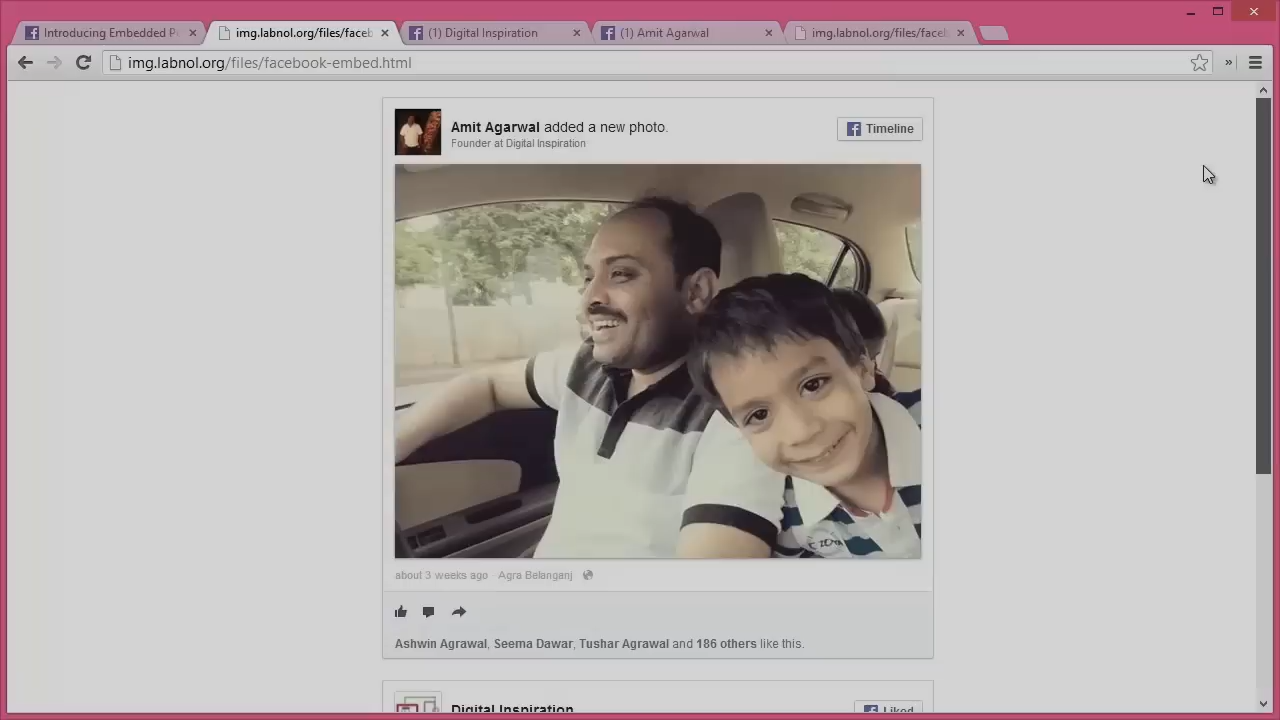 Introducing Embedded P
img.labnol.org/files/faceb
(1) Digital Inspiration
(1) Amit Agarwal
img.labnol.org/files/faceb
img.labnol.org/files/facebook-embed.html
Amit Agarwal added a new photo.
Timeline
Founder at Digital Inspiration
about 3 weeks ago · Agra Belanganj
Ashwin Agrawal, Seema Dawar, Tushar Agrawal and 186 others like this.
Digital Inspiration
Liked